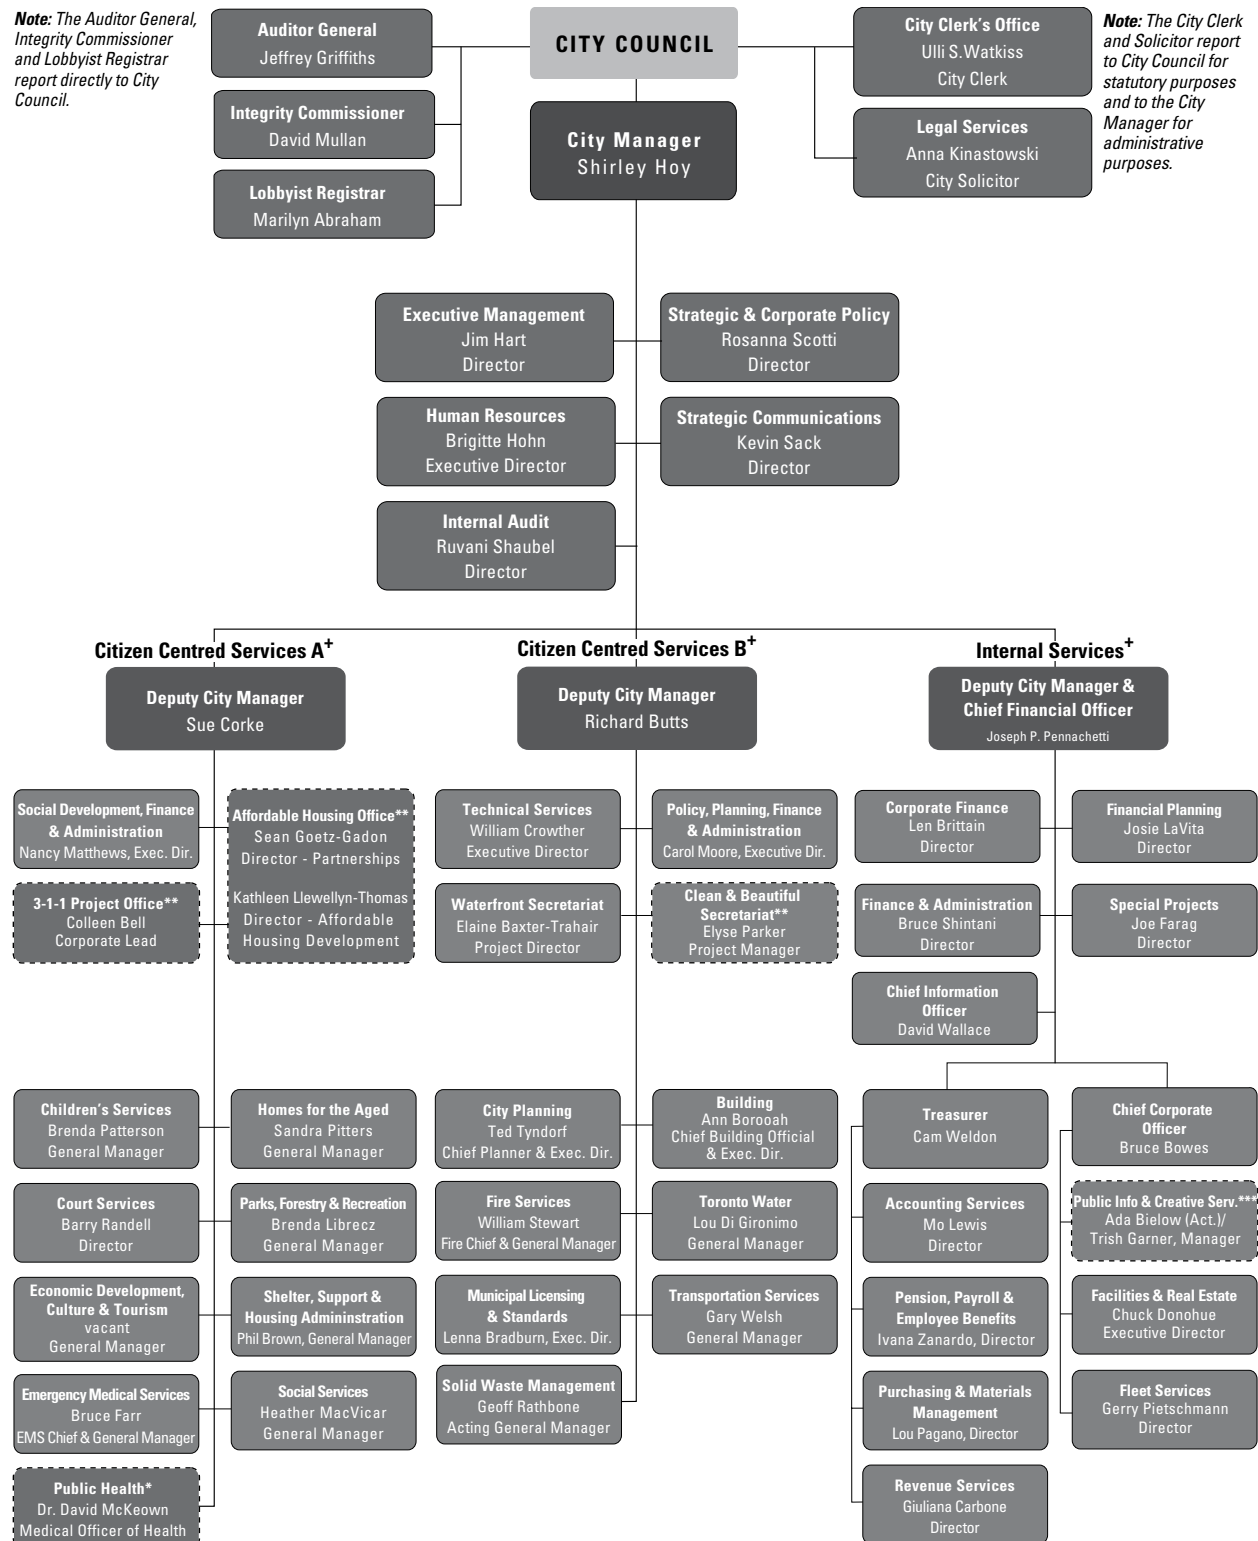 Note: The Auditor General,
Integrity Commissioner
and Lobbyist Registrar
report directly to City
Council.
Auditor General
Jeffrey Griffiths
Integrity Commissioner
David Mullan
Lobbyist Registrar
Marilyn Abraham
CITY COUNCIL
City Manager
Shirley Hoy
City Clerk's Office
Ulli S.Watkiss
City Clerk
Legal Services
Anna Kinastowski
City Solicitor
Note: The City Clerk
and Solicitor report
to City Council for
statutory purposes
and to the City
Manager for
administrative
purposes.
Executive Management
Jim Hart
Director
Strategic & Corporate Policy
Rosanna Scotti
Director
Human Resources
Brigitte Hohn
Executive Director
Strategic Communications
Kevin Sack
Director
Internal Audit
Ruvani Shaubel
Director
Citizen Centred Services A+
Deputy City Manager
Sue Corke
Social Development, Finance
& Administration
Nancy Matthews, Exec. Dir.
Affordable Housing Office**
Sean Goetz-Gadon
Director - Partnerships
Kathleen Llewellyn-Thomas
Director - Affordable
Housing Development
3-1-1 Project Office**
Colleen Bell
Corporate Lead
Children's Services
Brenda Patterson
General Manager
Homes for the Aged
Sandra Pitters
General Manager
Court Services
Barry Randell
Director
Parks, Forestry & Recreation
Brenda Librecz
General Manager
Economic Development,
Culture & Tourism
vacant
General Manager
Shelter, Support &
Housing Admininstration
Phil Brown, General Manager
Emergency Medical Services
Bruce Farr
EMS Chief & General Manager
Social Services
Heather MacVicar
General Manager
Public Health*
Dr. David McKeown
Medical Officer of Health
Citizen Centred Services B+
Deputy City Manager
Richard Butts
Technical Services
William Crowther
Executive Director
Policy, Planning, Finance
& Administration
Carol Moore, Executive Dir.
Waterfront Secretariat
Elaine Baxter-Trahair
Project Director
Clean & Beautiful
Secretariat**
Elyse Parker
Project Manager
City Planning
Ted Tyndorf
Chief Planner & Exec. Dir.
Building
Ann Borooah
Chief Building Official
& Exec. Dir.
Fire Services
William Stewart
Fire Chief & General Manager
Toronto Water
Lou Di Gironimo
General Manager
Municipal Licensing
& Standards
Lenna Bradburn, Exec. Dir.
Transportation Services
Gary Welsh
General Manager
Solid Waste Management
Geoff Rathbone
Acting General Manager
Internal Services+
Deputy City Manager &
Chief Financial Officer
Joseph P. Pennachetti
Corporate Finance
Len Brittain
Director
Financial Planning
Josie LaVita
Director
Finance & Administration
Bruce Shintani
Director
Special Projects
Joe Farag
Director
Chief Information
Officer
David Wallace
Treasurer
Cam Weldon
Chief Corporate
Officer
Bruce Bowes
Accounting Services
Mo Lewis
Director
Public Info & Creative Serv.***
Ada Bielow (Act.)/
Trish Garner, Manager
Pension, Payroll &
Employee Benefits
Ivana Zanardo, Director
Facilities & Real Estate
Chuck Donohue
Executive Director
Purchasing & Materials
Management
Lou Pagano, Director
Fleet Services
Gerry Pietschmann
Director
Revenue Services
Giuliana Carbone
Director